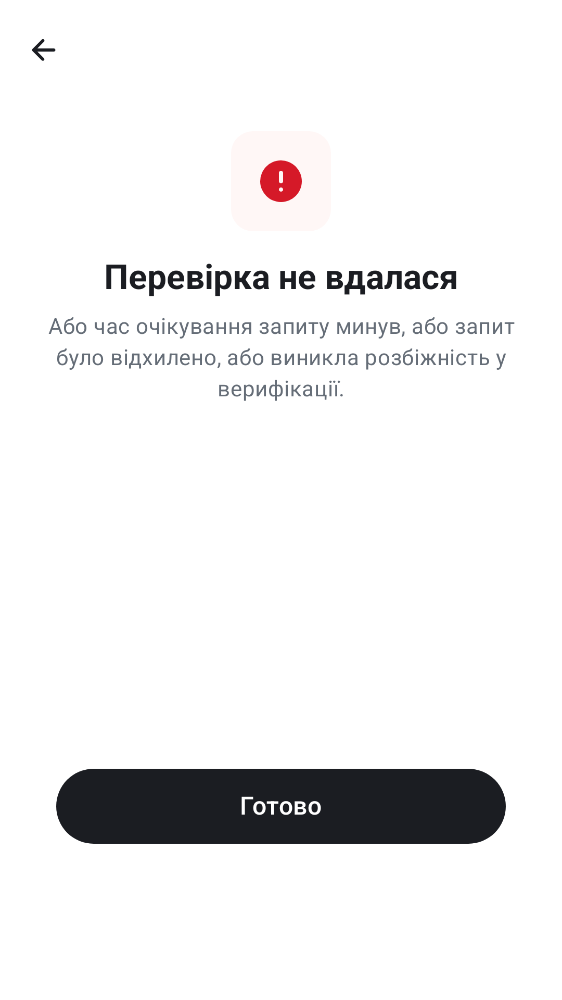 Перевірка не вдалася
Або час очікування запиту минув, або запит
було відхилено, або виникла розбіжність у
верифікації.
Готово